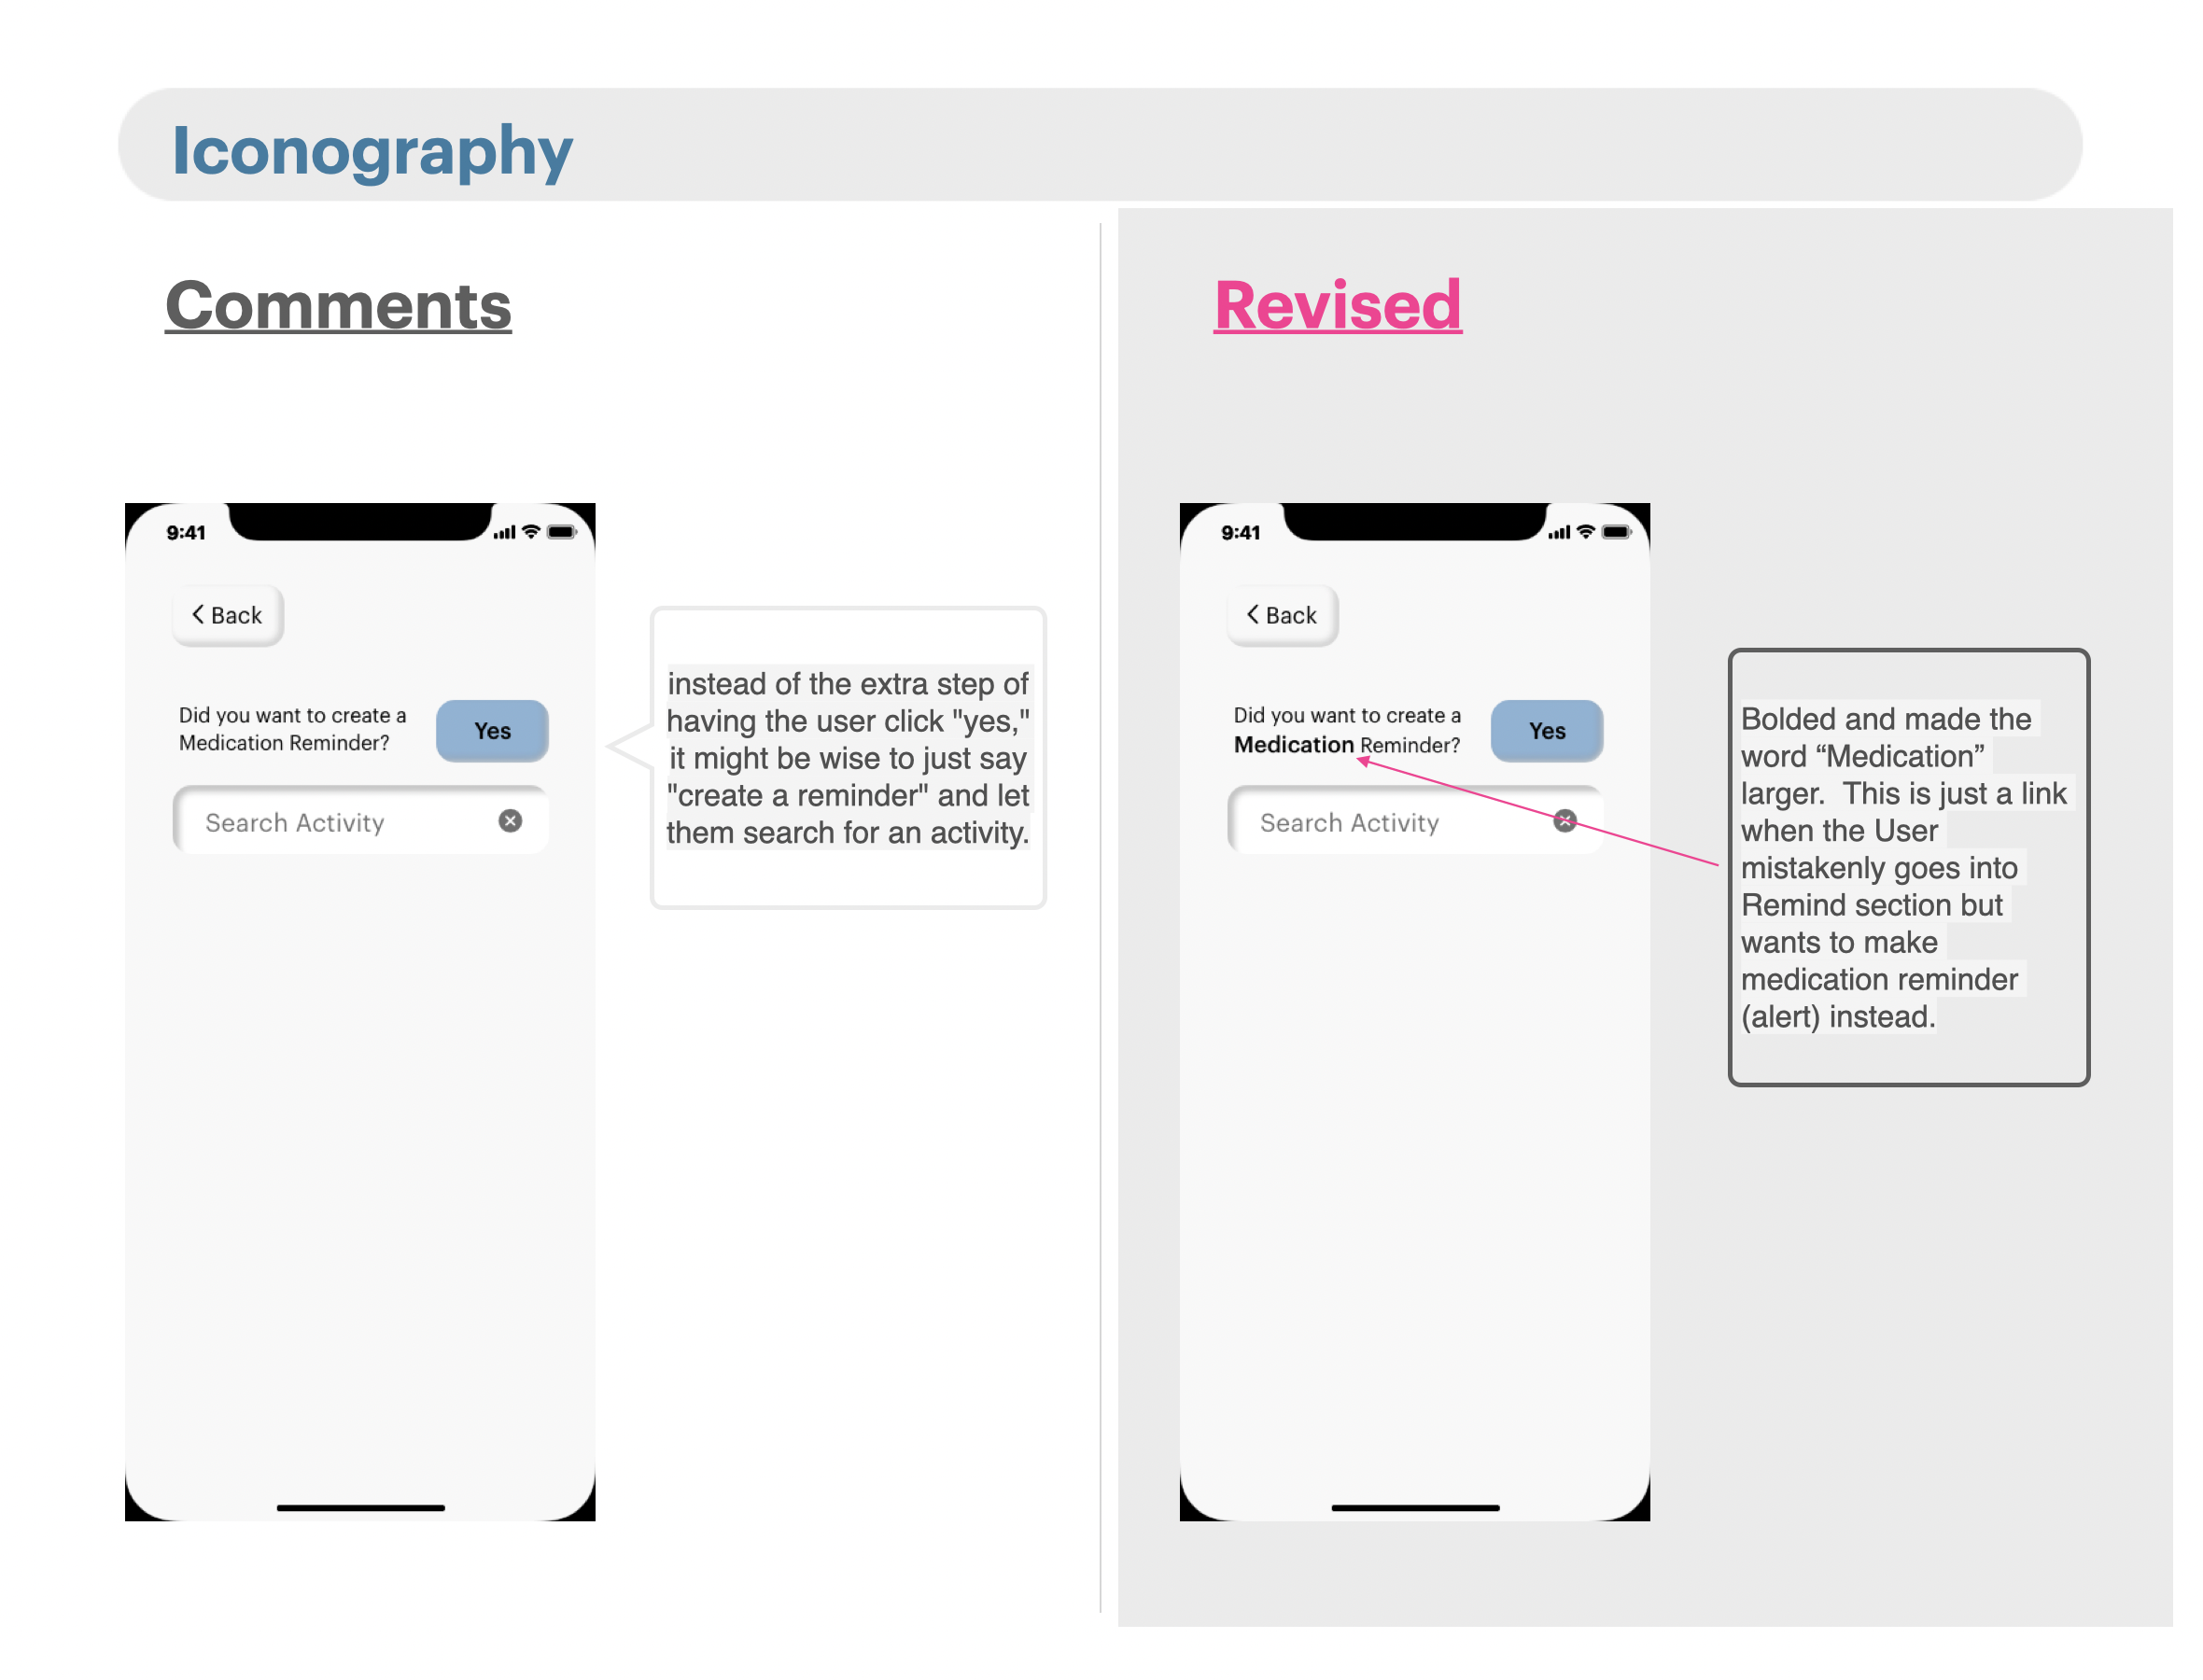 Iconography
Comments
9:41
Back
Did you want to create a
Medication Reminder?
Yes
Search Activity
instead of the extra step of
having the user click "yes,"
it might be wise to just say
"create a reminder" and let
them search for an activity.
Revised
9:41
Back
Did you want to create a
Medication Reminder?
Yes
Search Activity
Bolded and made the
word “Medication”
larger.  This is just a link
when the User
mistakenly goes into
Remind section but
wants to make
medication reminder
(alert) instead.